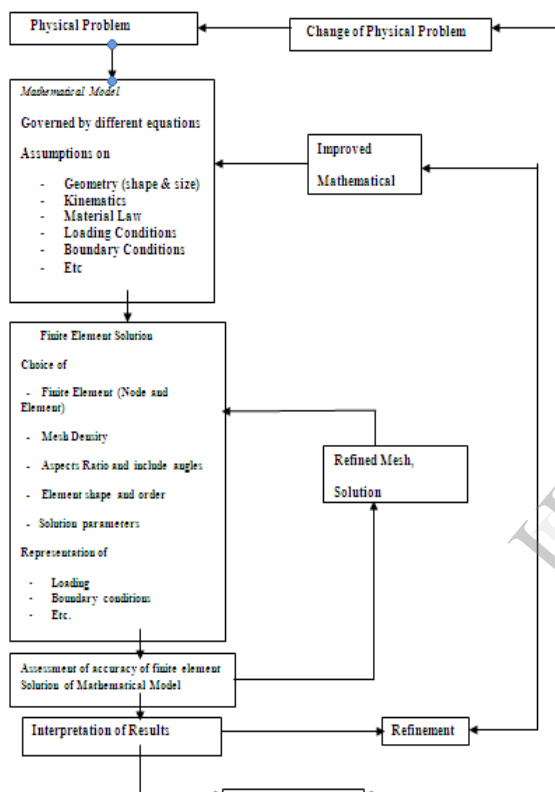 Physical Problem
Change of Physical Problem
Mathematical Model
Governed by different equations
Assumptions on
- Geometry (shape & size)
- Kinematics
- Material Law
- Loading Conditions
- Boundary Conditions
- Etc
Improved
Mathematical
Finite Element Solution
Choice of
- Finite Element (Node and
Element)
- Mesh Density
- Aspects Ratio and include angles
- Element shape and order
- Solution parameters
Representation of
- Loading
- Boundary conditions
- Etc.
Refined Mesh,
Solution
Assessment of accuracy of finite element
Solution of Mathematical Model
Interpretation of Results
Refinement